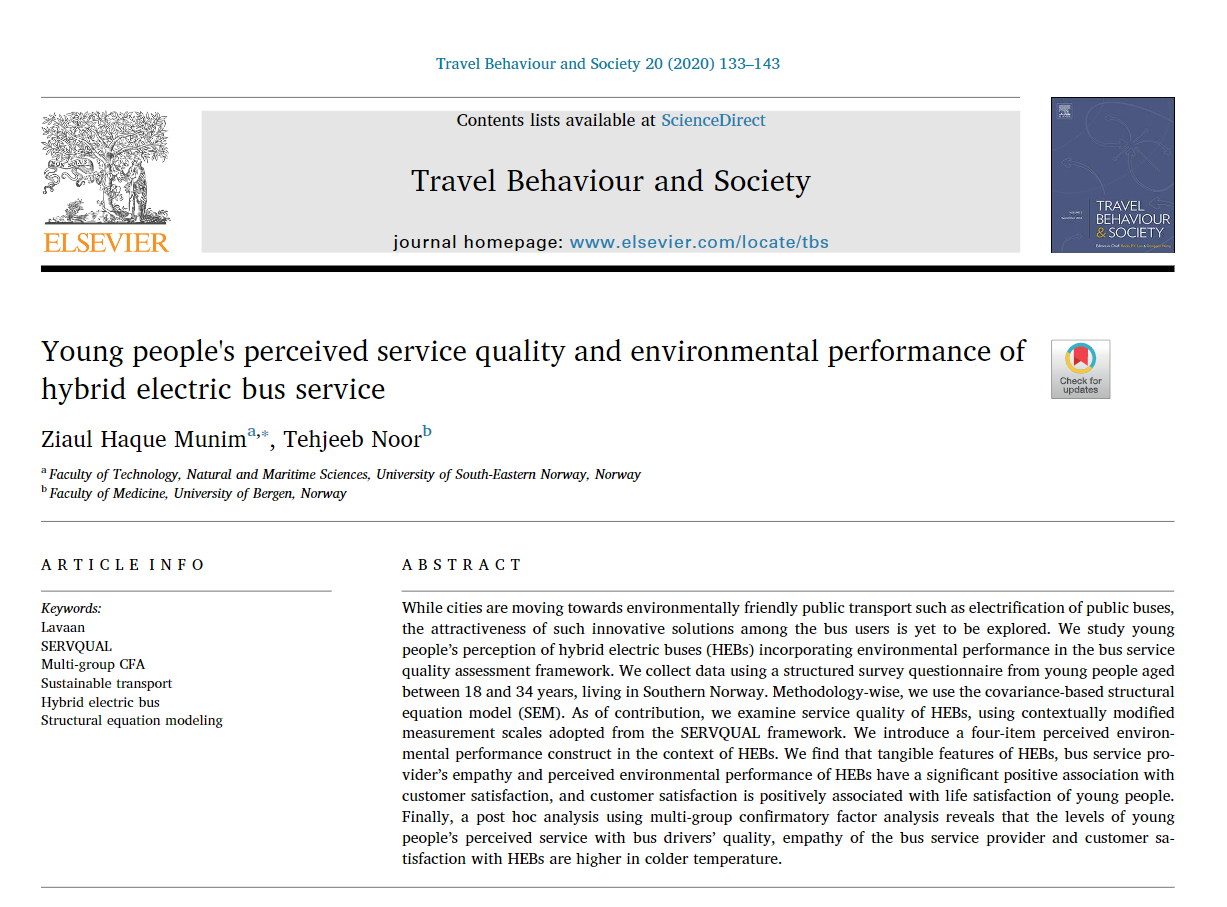 Travel Behaviour and Society 20 (2020) 133–143
Contents lists available at ScienceDirect
Travel Behaviour and Society
journal homepage: www.elsevier.com/locate/tbs
ELSEVIER
TRAVEL
BEHAVIOUR
& SOCIETY
Young people's perceived service quality and environmental performance of
hybrid electric bus service
Check for
updates
Ziaul Haque Munima,*, Tehjeeb Noorb
a Faculty of Technology, Natural and Maritime Sciences, University of South-Eastern Norway, Norway
b Faculty of Medicine, University of Bergen, Norway
ARTICLE INFO
Keywords:
Lavaan
SERVQUAL
Multi-group CFA
Sustainable transport
Hybrid electric bus
Structural equation modeling
ABSTRACT
While cities are moving towards environmentally friendly public transport such as electrification of public buses,
the attractiveness of such innovative solutions among the bus users is yet to be explored. We study young
people's perception of hybrid electric buses (HEBs) incorporating environmental performance in the bus service
quality assessment framework. We collect data using a structured survey questionnaire from young people aged
between 18 and 34 years, living in Southern Norway. Methodology-wise, we use the covariance-based structural
equation model (SEM). As of contribution, we examine service quality of HEBs, using contextually modified
measurement scales adopted from the SERVQUAL framework. We introduce a four-item perceived environ-
mental performance construct in the context of HEBs. We find that tangible features of HEBs, bus service pro-
vider's empathy and perceived environmental performance of HEBs have a significant positive association with
customer satisfaction, and customer satisfaction is positively associated with life satisfaction of young people.
Finally, a post hoc analysis using multi-group confirmatory factor analysis reveals that the levels of young
people's perceived service with bus drivers' quality, empathy of the bus service provider and customer sa-
tisfaction with HEBs are higher in colder temperature.